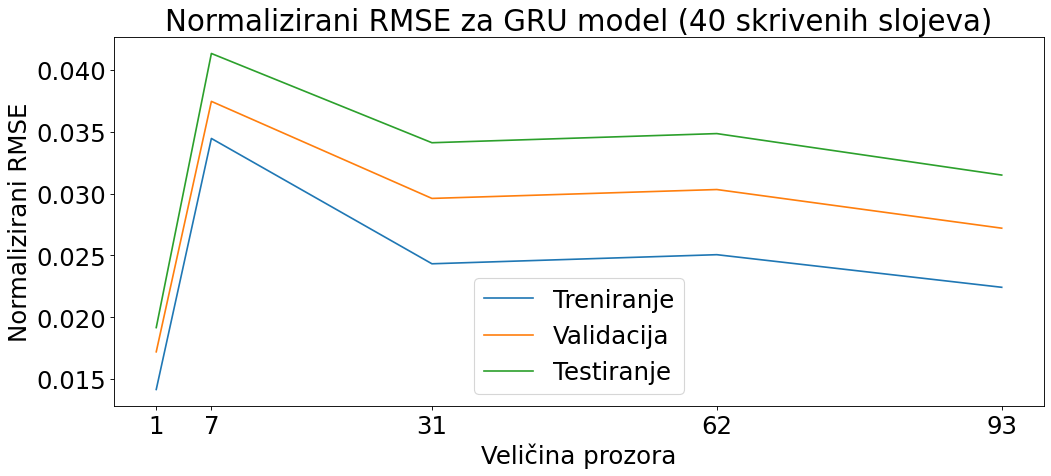 Normalizirani RMSE za GRU model (40 skrivenih slojeva)
Normalizirani RMSE
0.040
0.035
0.030
0.025
0.020
0.015
Treniranje
Validacija
Testiranje
1 7 31 62 93
Veličina prozora